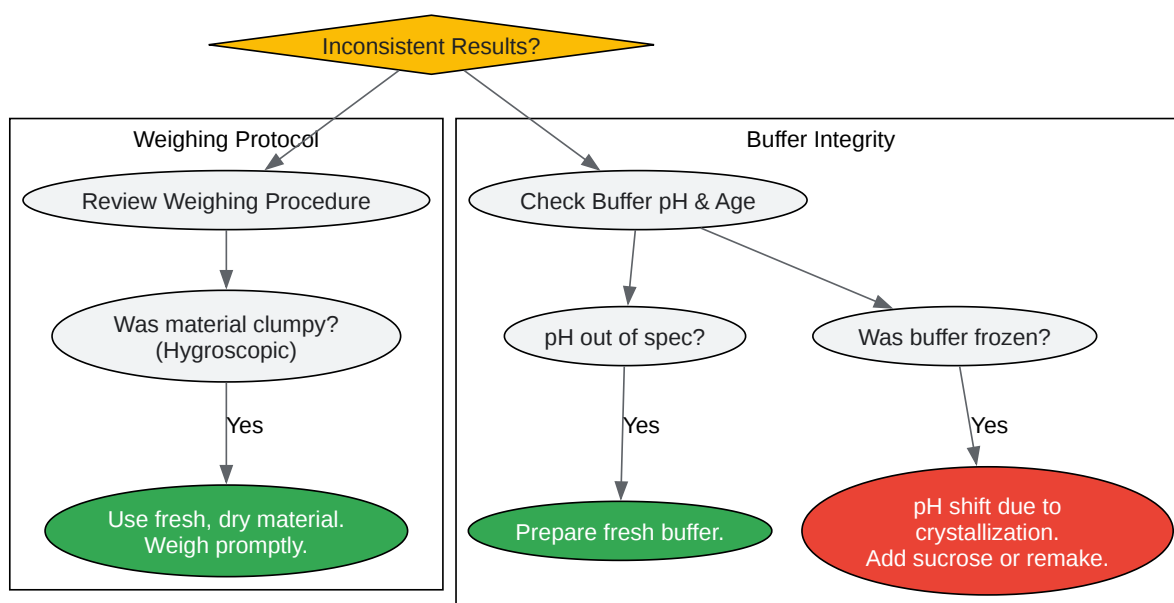 Inconsistent Results?
Weighing Protocol
Review Weighing Procedure
Was material clumpy?
(Hygroscopic)
Yes
Use fresh, dry material.
Weigh promptly.
Buffer Integrity
Check Buffer pH & Age
pH out of spec?
Yes
Prepare fresh buffer.
Was buffer frozen?
Yes
pH shift due to
crystallization.
Add sucrose or remake.